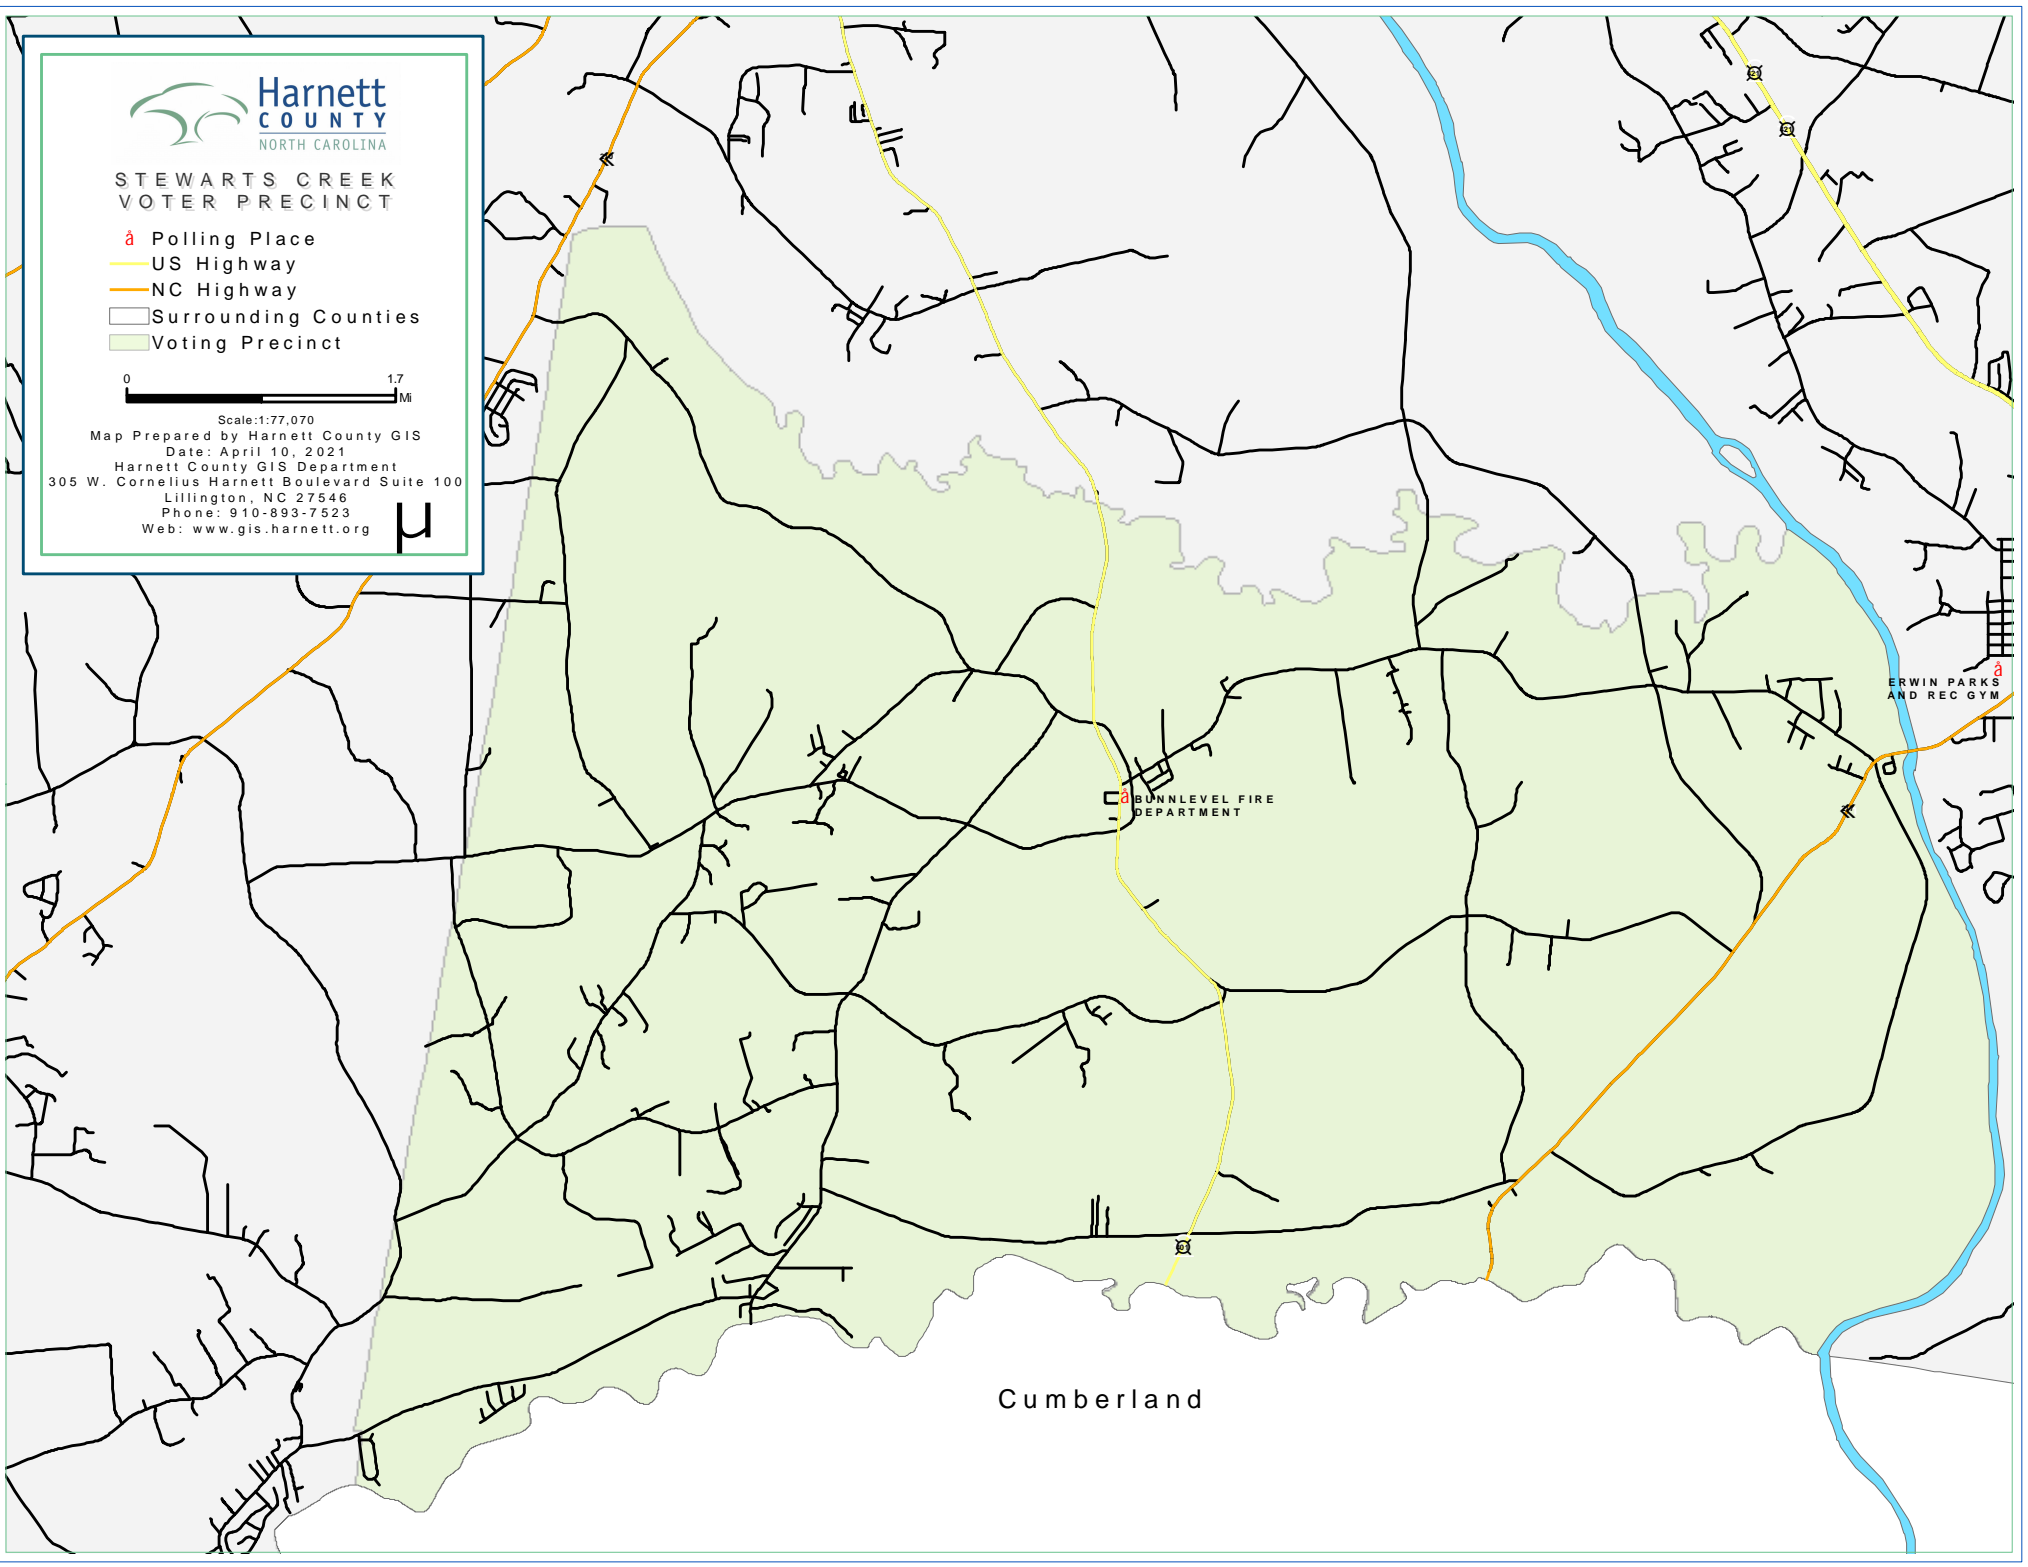 Harnett
COUNTY
NORTH CAROLINA
STEWARTS CREEK
VOTER PRECINCT
å Polling Place
US Highway
NC Highway
Surrounding Counties
Voting Precinct
0 1.7
Mi
Scale:1:77,070
Map Prepared by Harnett County GIS
Date: April 10, 2021
Harnett County GIS Department
305 W. Cornelius Harnett Boulevard Suite 100
Lillington, NC 27546
Phone: 910-893-7523
Web: www.gis.harnett.org
µ
421
421
å
ERWIN PARKS
AND REC GYM
å BUNNLEVEL FIRE
DEPARTMENT
401
Cumberland